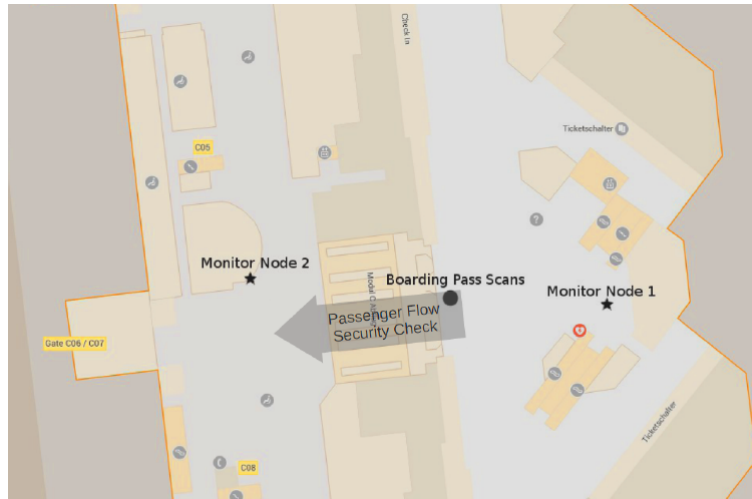 Check In
Ticketschalter
C05
Monitor Node 2
Boarding Pass Scans
Monitor Node 1
Passenger Flow
Security Check
Gate C06 / C07
Ticketschalter
C08